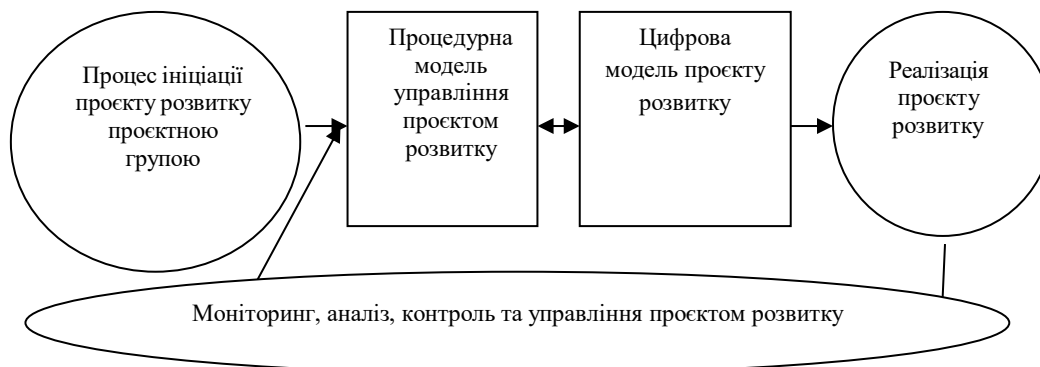 Процес ініціації
проєкту розвитку
проєктною
групою
Процедурна
модель
управління
проєктом
розвитку
Цифрова
модель проєкту
розвитку
Реалізація
проєкту
розвитку
Моніторинг, аналіз, контроль та управління проєктом розвитку